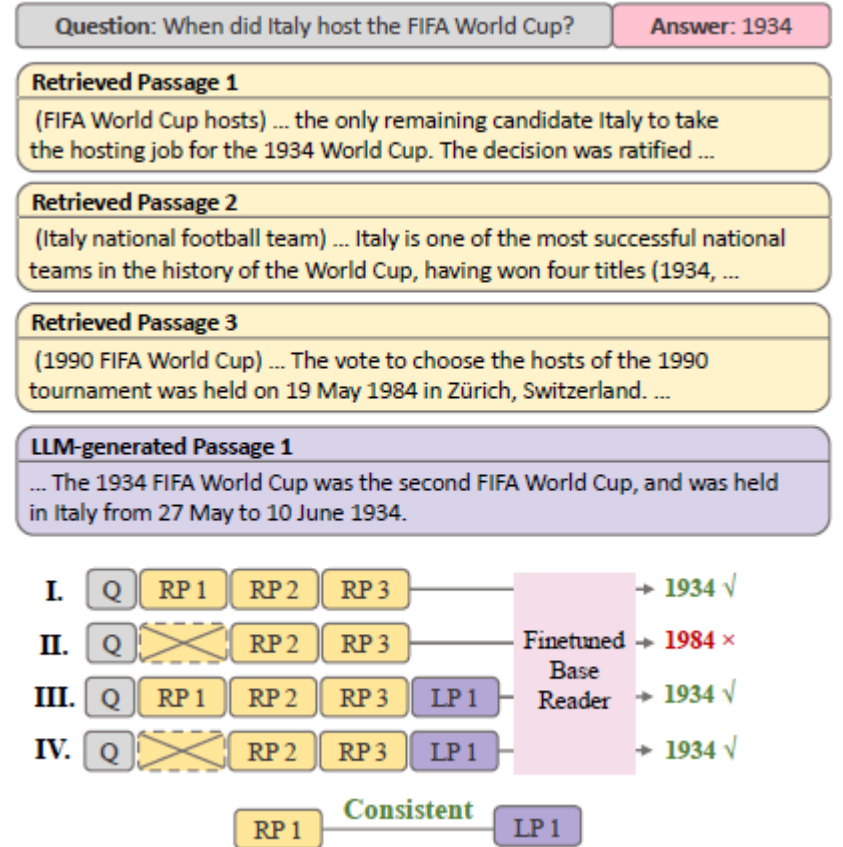 Question: When did Italy host the FIFA World Cup? Answer: 1934
Retrieved Passage 1
(FIFA World Cup hosts) ... the only remaining candidate Italy to take
the hosting job for the 1934 World Cup. The decision was ratified ...
Retrieved Passage 2
(Italy national football team) ... Italy is one of the most successful national
teams in the history of the World Cup, having won four titles (1934, ...
Retrieved Passage 3
(1990 FIFA World Cup) ... The vote to choose the hosts of the 1990
tournament was held on 19 May 1984 in Zürich, Switzerland. ...
LLM-generated Passage 1
... The 1934 FIFA World Cup was the second FIFA World Cup, and was held
in Italy from 27 May to 10 June 1934.
I. Q RP 1 RP 2 RP 3 1934 √
II. Q RP 2 RP 3 1984 ×
III. Q RP 1 RP 2 RP 3 LP 1 1934 √
IV. Q RP 2 RP 3 LP 1 1934 √
Finetuned
Base
Reader
RP 1 Consistent LP 1